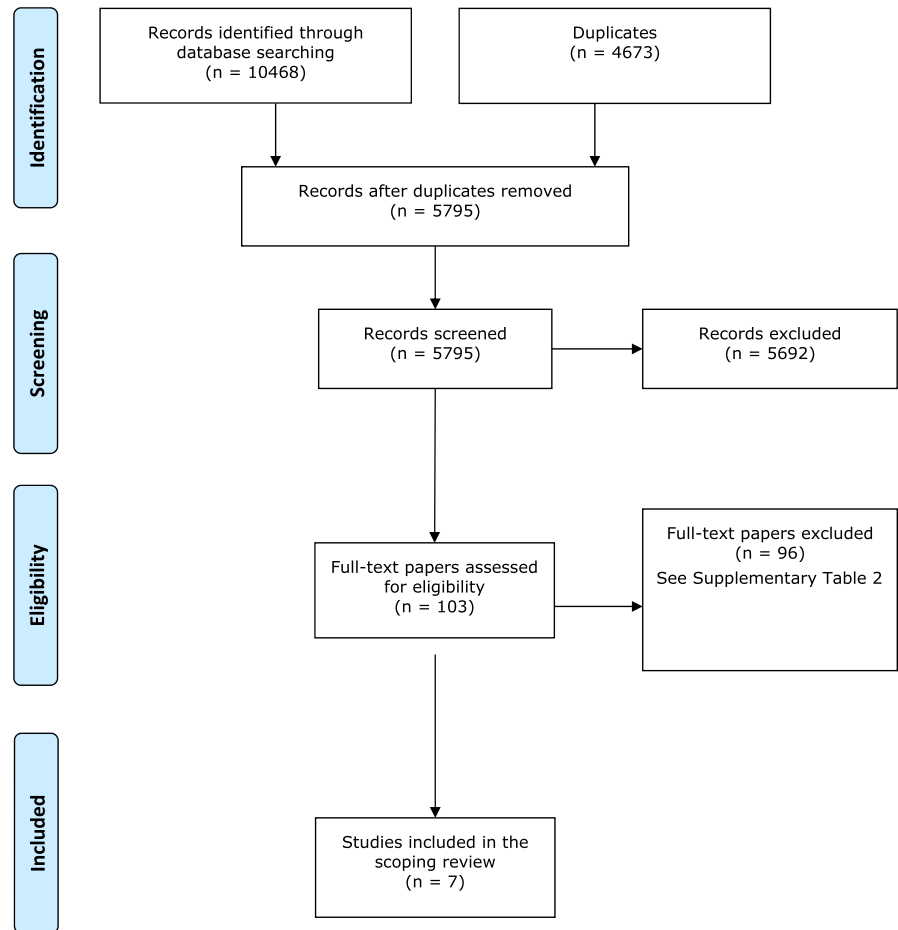 Identification
Records identified through
database searching
(n = 10468)
Duplicates
(n = 4673)
Records after duplicates removed
(n = 5795)
Screening
Records screened
(n = 5795)
Records excluded
(n = 5692)
Eligibility
Full-text papers assessed
for eligibility
(n = 103)
Full-text papers excluded
(n = 96)
See Supplementary Table 2
Included
Studies included in the
scoping review
(n = 7)